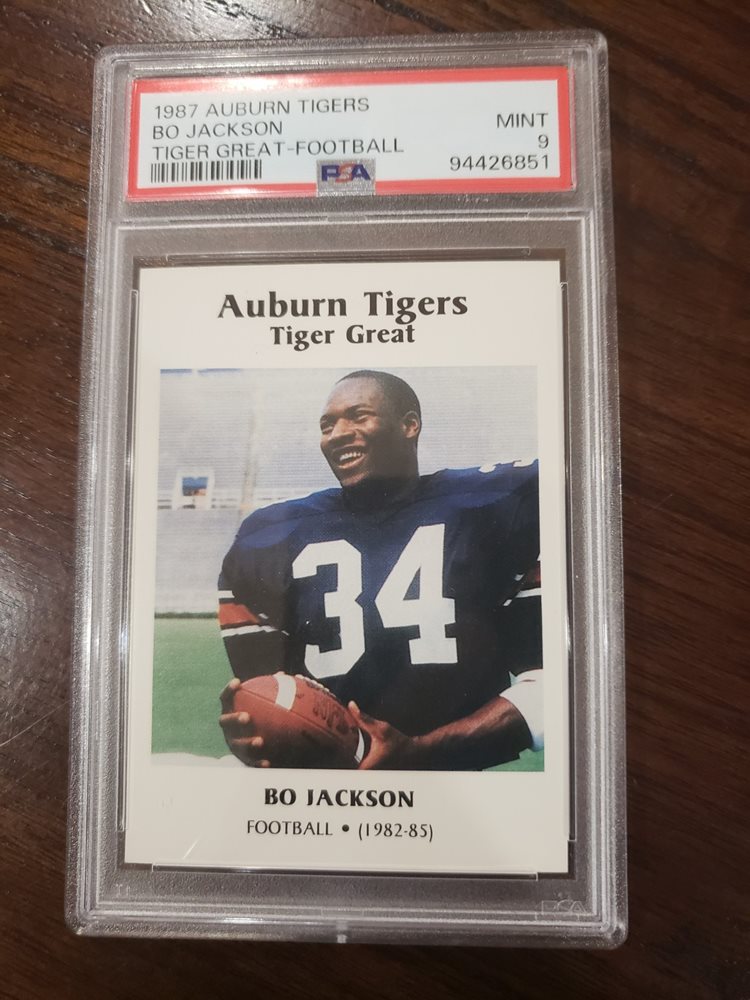 1987 AUBURN TIGERS
BO JACKSON MINT
TIGER GREAT-FOOTBALL 9
PSA 94426851
Auburn Tigers
Tiger Great
34
BO JACKSON
FOOTBALL • (1982-85)
PSA